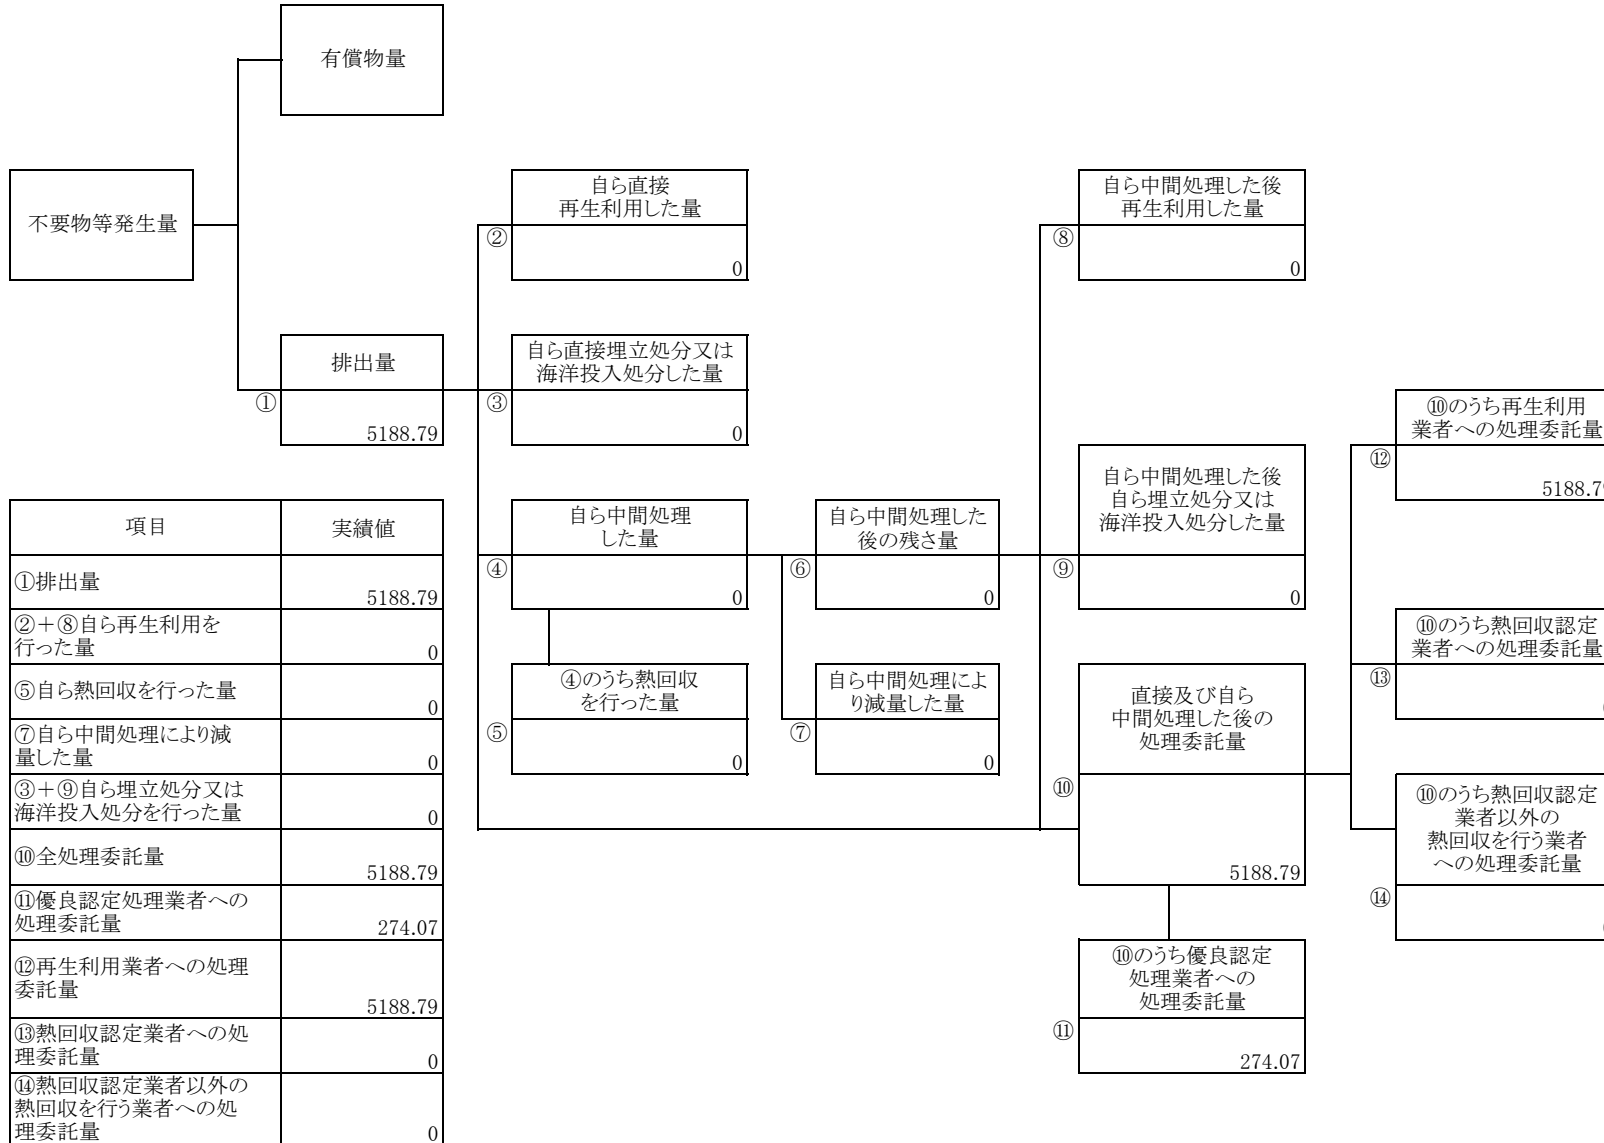 有償物量
不要物等発生量
自ら直接
再生利用した量
②
0
自ら中間処理した後
再生利用した量
⑧
0
排出量
①
5188.79
自ら直接埋立処分又は
海洋投入処分した量
③
0
⑩のうち再生利用
業者への処理委託量
⑫
5188.79
自ら中間処理
した量
④
0
自ら中間処理した
後の残さ量
⑥
0
自ら中間処理した後
自ら埋立処分又は
海洋投入処分した量
⑨
0
⑩のうち熱回収認定
業者への処理委託量
⑬
④のうち熱回収
を行った量
⑤
0
自ら中間処理によ
り減量した量
⑦
0
直接及び自ら
中間処理した後の
処理委託量
⑩
5188.79
⑩のうち熱回収認定
業者以外の
熱回収を行う業者
への処理委託量
⑭
⑩のうち優良認定
処理業者への
処理委託量
⑪
274.07
項目 実績値
①排出量 5188.79
②＋⑧自ら再生利用を
行った量 0
⑤自ら熱回収を行った量 0
⑦自ら中間処理により減
量した量 0
③＋⑨自ら埋立処分又は
海洋投入処分を行った量 0
⑩全処理委託量 5188.79
⑪優良認定処理業者への
処理委託量 274.07
⑫再生利用業者への処理
委託量 5188.79
⑬熱回収認定業者への処
理委託量 0
⑭熱回収認定業者以外の
熱回収を行う業者への処
理委託量 0